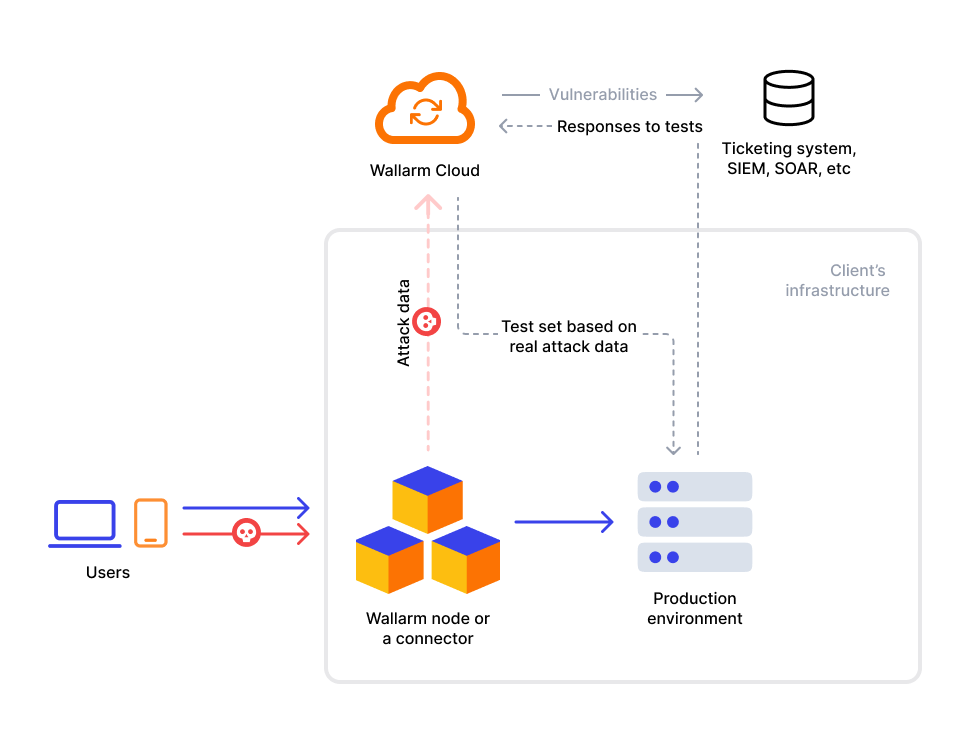 Vulnerabilities
Responses to tests
Wallarm Cloud
Ticketing system,
SIEM, SOAR, etc
Client’s
infrastructure
Attack data
Test set based on
real attack data
Users
Wallarm node or
a connector
Production
environment